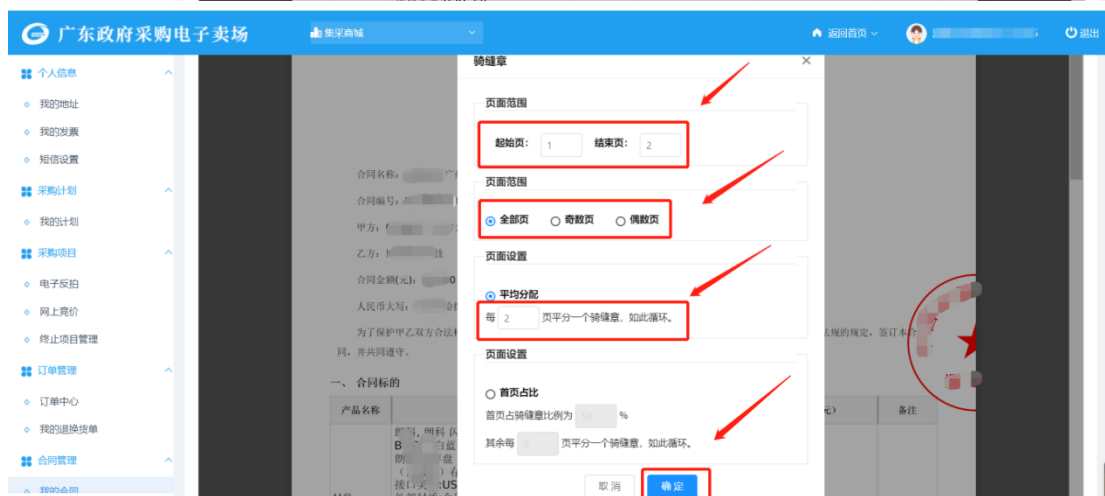 广东政府采购电子卖场
集采商城
返回首页
退出
个人信息
我的地址
我的发票
短信设置
采购计划
我的计划
采购项目
电子反拍
网上竞价
终止项目管理
订单管理
订单中心
我的退换货单
合同管理
我的合同
骑缝章
页面范围
起始页： 1 结束页： 2
页面范围
全部页 奇数页 偶数页
页面设置
平均分配
每 2 页平分一个骑缝章，如此循环。
页面设置
首页占比
首页占骑缝章比例为 50 %
其余每 页平分一个骑缝章，如此循环。
取消 确定
合同名称：
合同编号：
甲方：
乙方：
合同金额(元)： 0
人民币大写：
为了保护甲乙双方合法 法规的规定，签订本合
同，并共同遵守。
一、 合同标的
产品名称 元） 备注